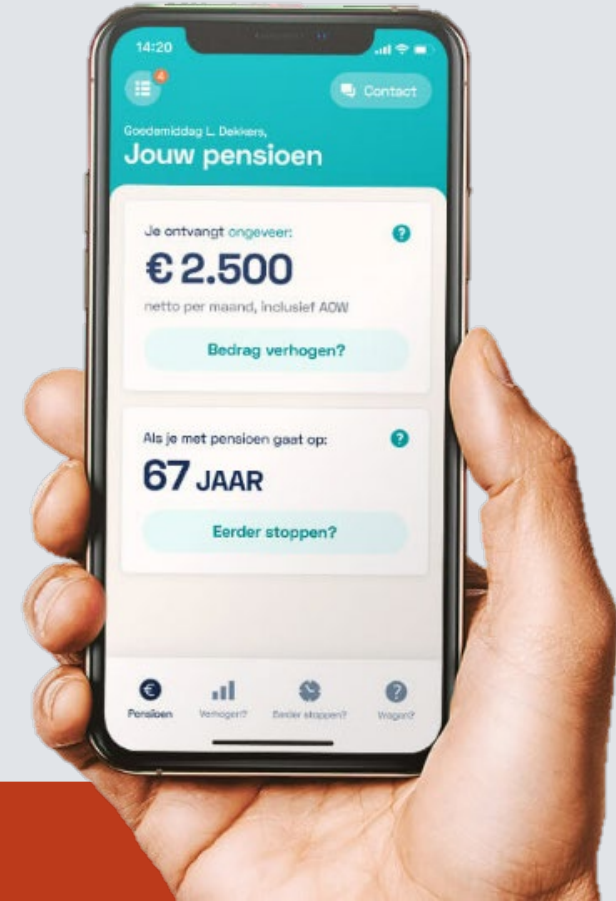 14:20
4
Contact
Goedemiddag L. Dekkers,
Jouw pensioen
Je ontvangt ongeveer:
?
€ 2.500
netto per maand, inclusief AOW
Bedrag verhogen?
Als je met pensioen gaat op:
?
67 JAAR
Eerder stoppen?
€
?
Pensioen
Verhogen?
Eerder stoppen?
Vragen?